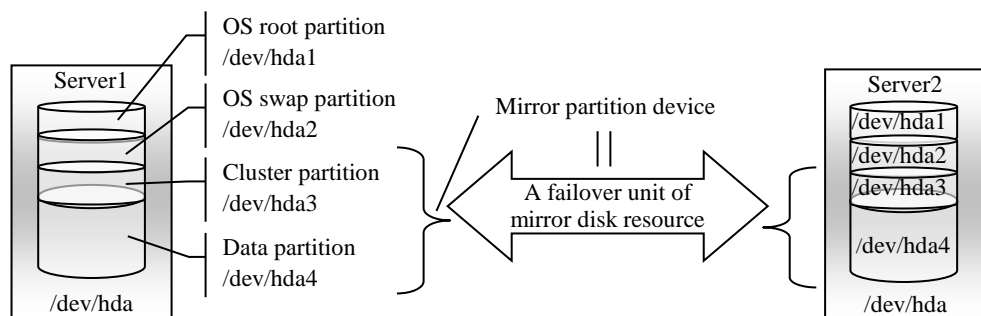 OS root partition
/dev/hda1
Server1
OS swap partition
/dev/hda2
Cluster partition
/dev/hda3
Data partition
/dev/hda4
/dev/hda
Mirror partition device
A failover unit of
mirror disk resource
Server2
/dev/hda1
/dev/hda2
/dev/hda3
/dev/hda4
/dev/hda